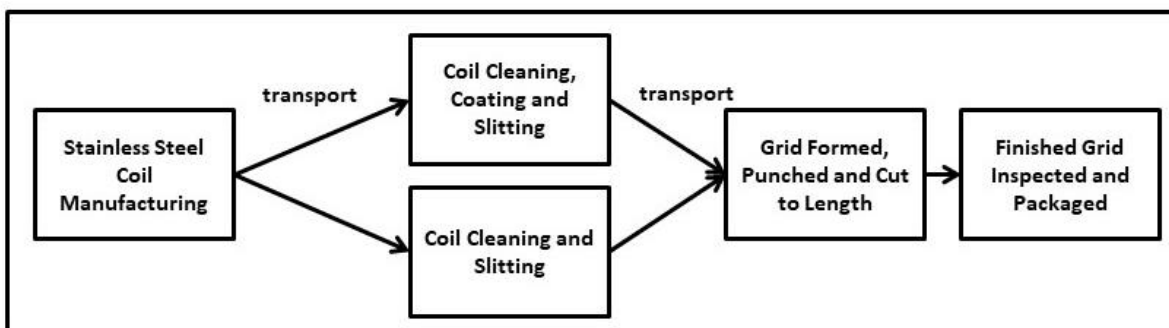 Stainless Steel
Coil
Manufacturing
transport
Coil Cleaning,
Coating and
Slitting
Coil Cleaning and
Slitting
transport
Grid Formed,
Punched and Cut
to Length
Finished Grid
Inspected and
Packaged